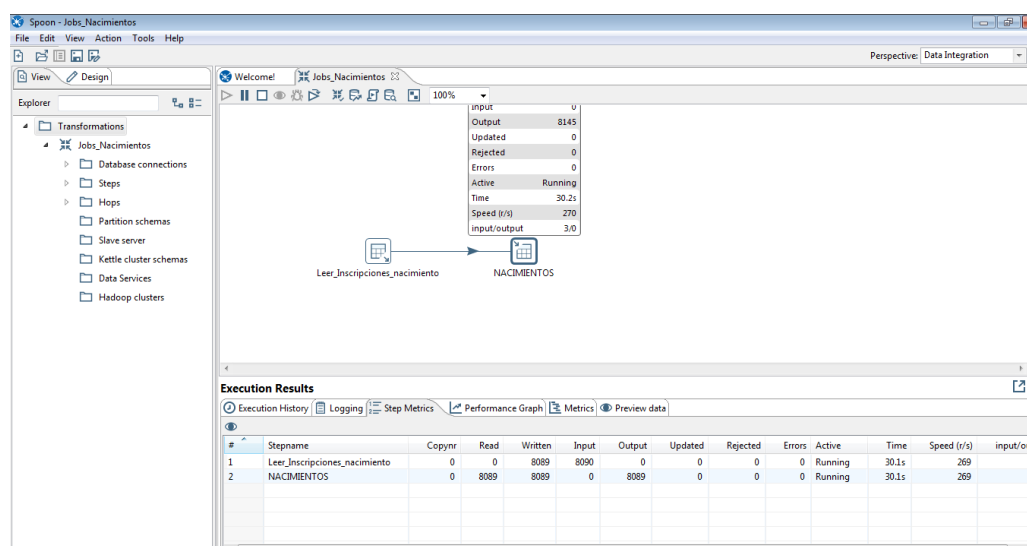 Spoon - Jobs_Nacimientos
File Edit View Action Tools Help
Perspective: Data Integration
View Design
Welcome! Jobs_Nacimientos
Explorer
100%
Transformations
Jobs_Nacimientos
Database connections
Steps
Hops
Partition schemas
Slave server
Kettle cluster schemas
Data Services
Hadoop clusters
Input 0
Output 8145
Updated 0
Rejected 0
Errors 0
Active Running
Time 30.2s
Speed (r/s) 270
input/output 3/0
Leer_Inscripciones_nacimiento NACIMIENTOS
Execution Results
Execution History Logging Step Metrics Performance Graph Metrics Preview data
# Stepname Copynr Read Written Input Output Updated Rejected Errors Active Time Speed (r/s) input/o
1 Leer_Inscripciones_nacimiento 0 0 8089 8090 0 0 0 0 Running 30.1s 269
2 NACIMIENTOS 0 8089 8089 0 8089 0 0 0 Running 30.1s 269